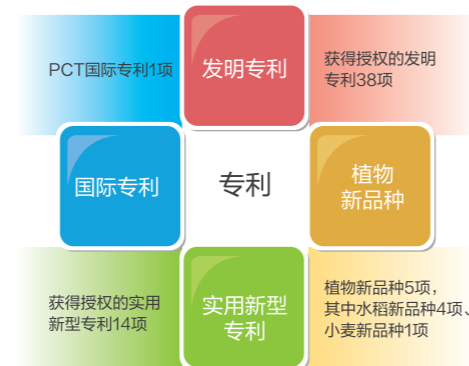 PCT国际专利1项
发明专利
获得授权的发明
专利38项
国际专利
专利
植物
新品种
获得授权的实用
新型专利14项
实用新型
专利
植物新品种5项，
其中水稻新品种4项、
小麦新品种1项